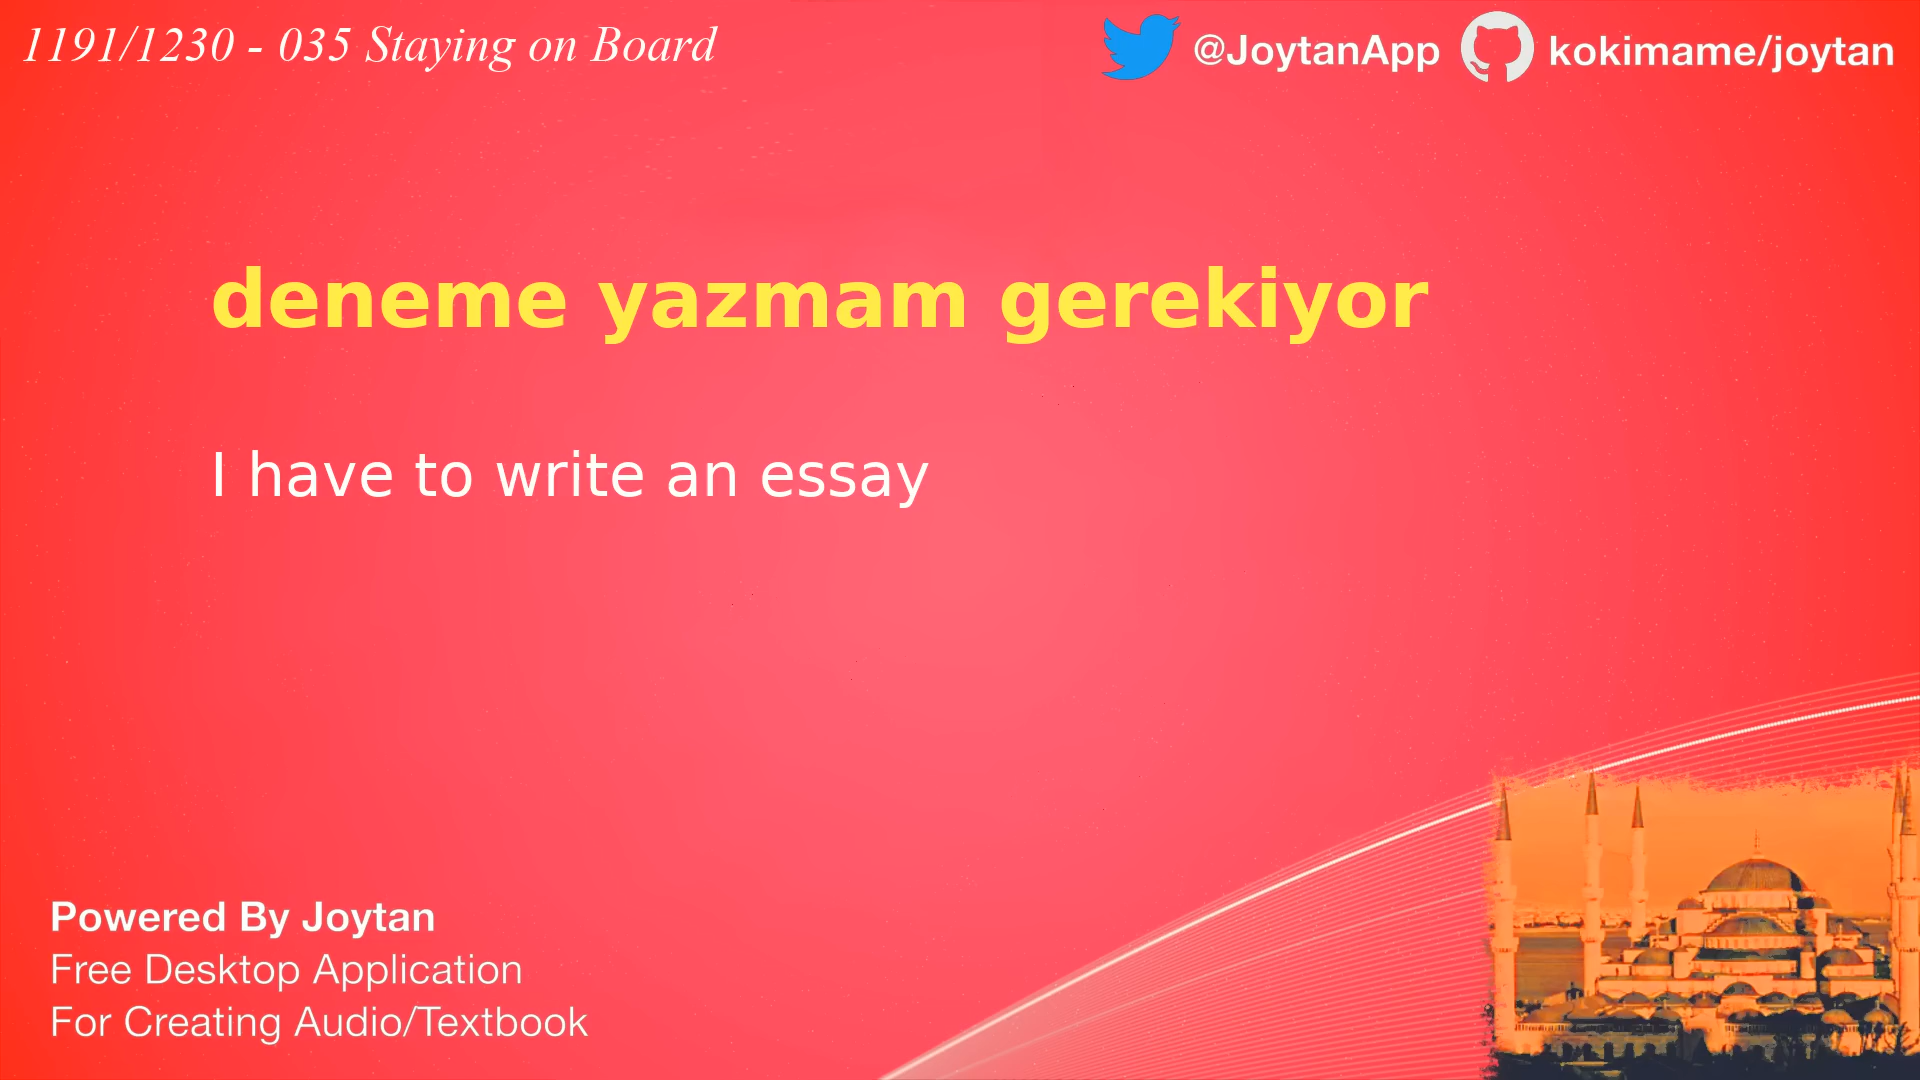 1191/1230 - 035 Staying on Board
@JoytanApp
kokimame/joytan
deneme yazmam gerekiyor
I have to write an essay
Powered By Joytan
Free Desktop Application
For Creating Audio/Textbook